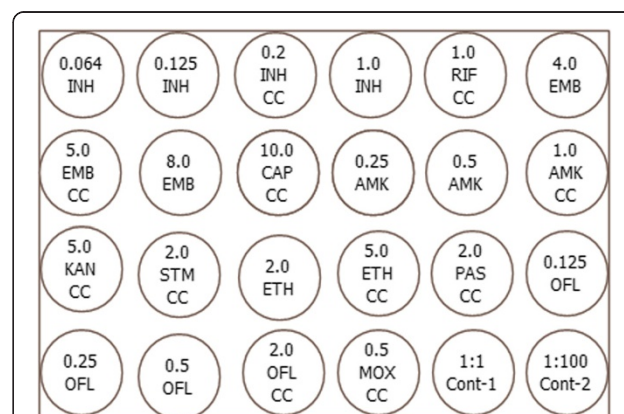 0.064
INH
0.125
INH
0.2
INH
CC
1.0
INH
1.0
RIF
CC
4.0
EMB
5.0
EMB
CC
8.0
EMB
10.0
CAP
CC
0.25
AMK
0.5
AMK
1.0
AMK
CC
5.0
KAN
CC
2.0
STM
CC
2.0
ETH
5.0
ETH
CC
2.0
PAS
CC
0.125
OFL
0.25
OFL
0.5
OFL
2.0
OFL
CC
0.5
MOX
CC
1:1
Cont-1
1:100
Cont-2